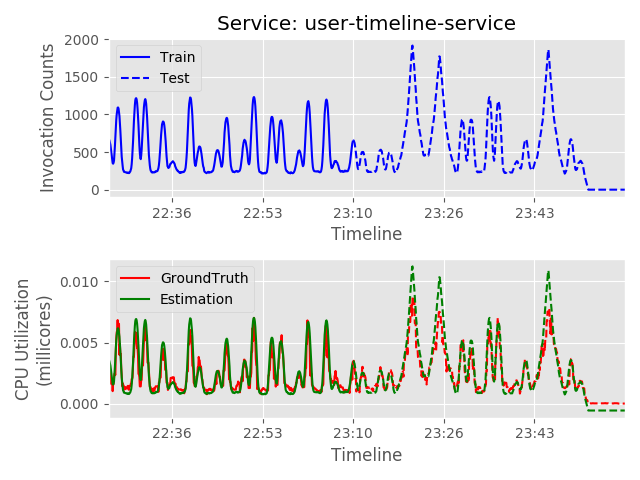 Service: user-timeline-service
Invocation Counts
2000
1500
1000
500
0
Train
Test
22:36 22:53 23:10 23:26 23:43
Timeline
CPU Utilization
(millicores)
0.010
0.005
0.000
GroundTruth
Estimation
22:36 22:53 23:10 23:26 23:43
Timeline